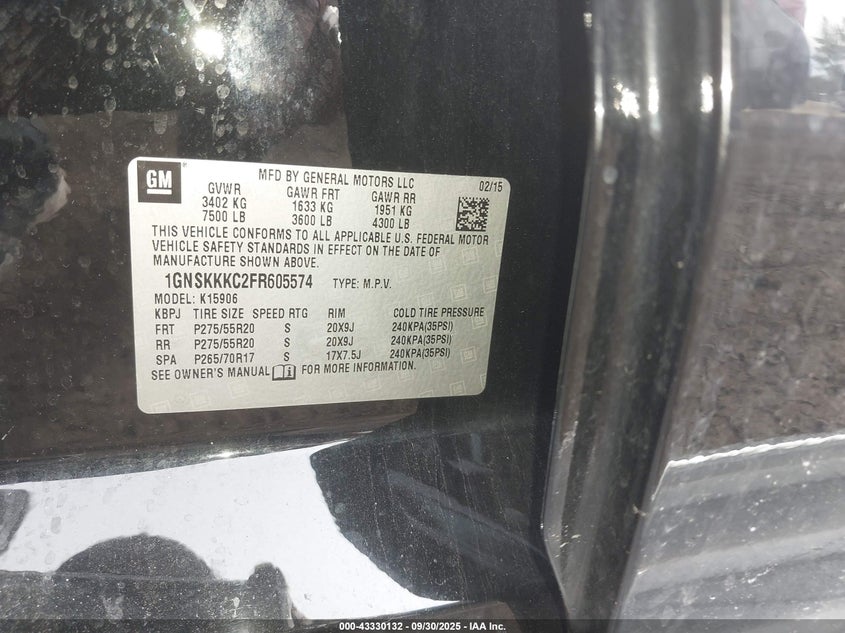 GM
MFD BY GENERAL MOTORS LLC 02/15
GVWR GAWR FRT GAWR RR
3402 KG 1633 KG 1951 KG
7500 LB 3600 LB 4300 LB
THIS VEHICLE CONFORMS TO ALL APPLICABLE U.S. FEDERAL MOTOR
VEHICLE SAFETY STANDARDS IN EFFECT ON THE DATE OF
MANUFACTURE SHOWN ABOVE.
1GNSKKKC2FR605574 TYPE: M.P.V.
MODEL: K15906
KBPJ TIRE SIZE SPEED RTG RIM COLD TIRE PRESSURE
FRT P275/55R20 S 20X9J 240KPA(35PSI)
RR P275/55R20 S 20X9J 240KPA(35PSI)
SPA P265/70R17 S 17X7.5J 240KPA(35PSI)
SEE OWNER'S MANUAL FOR MORE INFORMATION.
000-43330132 - 09/30/2025 - IAA Inc.